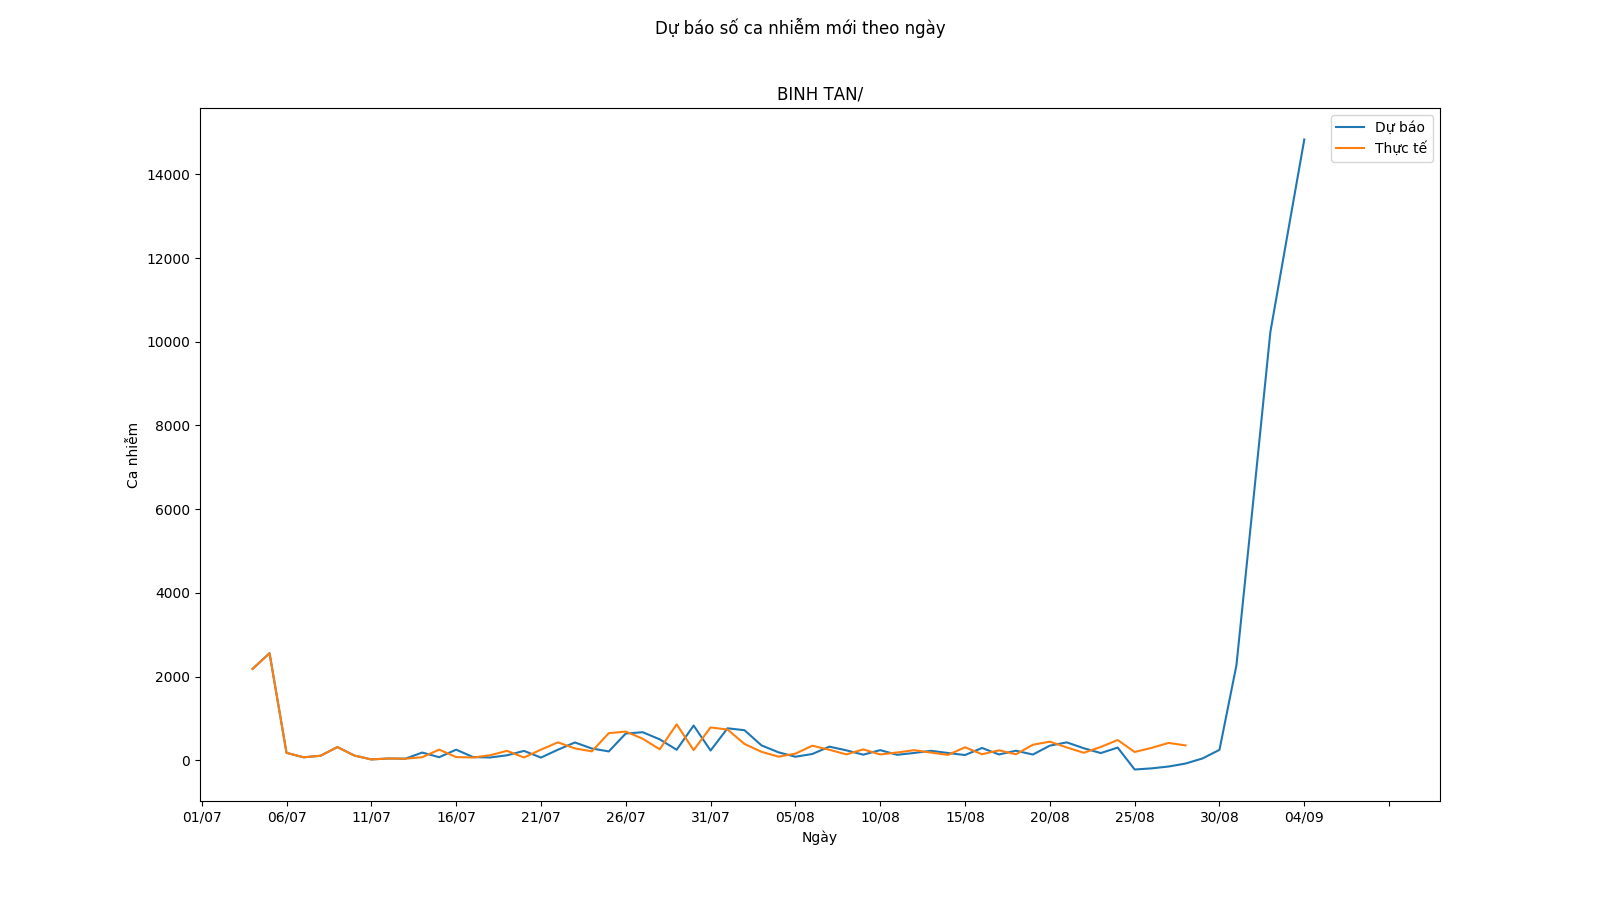 Dự báo số ca nhiễm mới theo ngày
BINH TAN/
Dự báo
Thực tế
14000
12000
10000
8000
6000
4000
2000
0
Ca nhiễm
01/07 06/07 11/07 16/07 21/07 26/07 31/07 05/08 10/08 15/08 20/08 25/08 30/08 04/09
Ngày